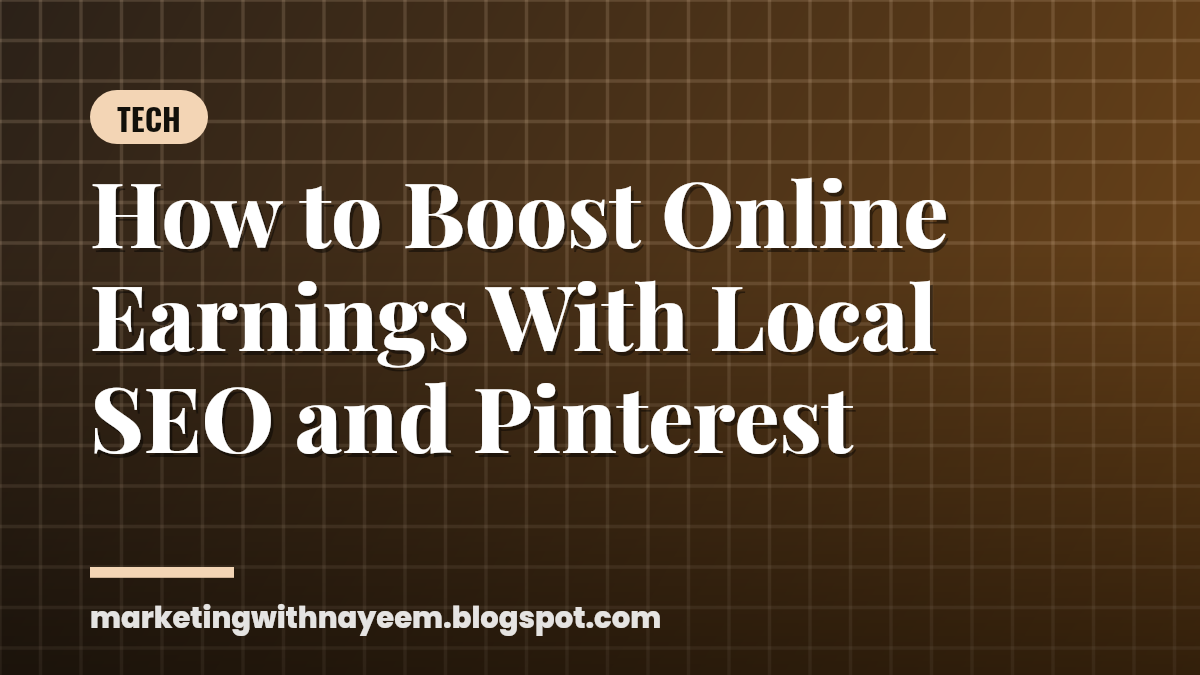 TECH
How to Boost Online
Earnings With Local
SEO and Pinterest
marketingwithnayeem.blogspot.com